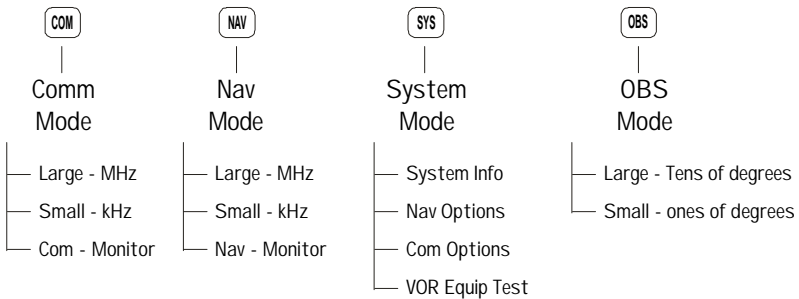 COM
NAV
SYS
OBS
Comm
Mode
Nav
Mode
System
Mode
OBS
Mode
Large - MHz
Small - kHz
Com - Monitor
Large - MHz
Small - kHz
Nav - Monitor
System Info
Nav Options
Com Options
VOR Equip Test
Large - Tens of degrees
Small - ones of degrees